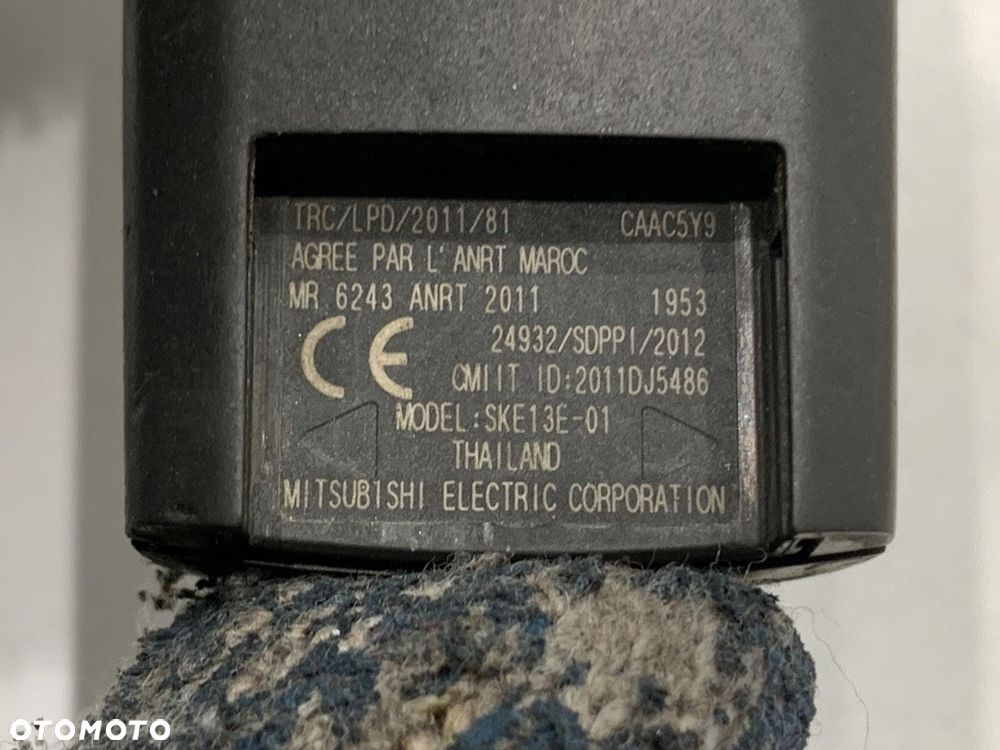 TRC/LPD/2011/81 CAAC5Y9
AGREE PAR L' ANRT MAROC
MR 6243 ANRT 2011 1953
CE 24932/SDPPI/2012
CMIIT ID:2011DJ5486
MODEL:SKE13E-01
THAILAND
MITSUBISHI ELECTRIC CORPORATION
OTOMOTO